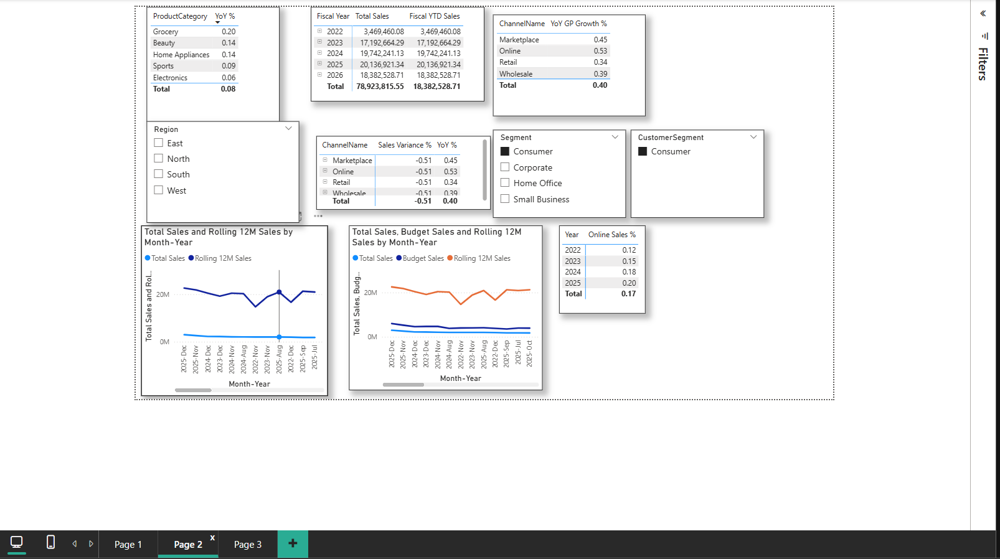 ProductCategory YoY %
Grocery 0.20
Beauty 0.14
Home Appliances 0.14
Sports 0.09
Electronics 0.06
Total 0.08
Fiscal Year Total Sales Fiscal YTD Sales
2022 3,469,460.08 3,469,460.08
2023 17,192,664.29 17,192,664.29
2024 19,742,241.13 19,742,241.13
2025 20,136,921.34 20,136,921.34
2026 18,382,528.71 18,382,528.71
Total 78,923,815.55 18,382,528.71
ChannelName YoY GP Growth %
Marketplace 0.45
Online 0.53
Retail 0.34
Wholesale 0.39
Total 0.40
Filters
Region
East
North
South
West
ChannelName Sales Variance % YoY %
Marketplace -0.51 0.45
Online -0.51 0.53
Retail -0.51 0.34
Wholesale -0.51 0.39
Total -0.51 0.40
Segment
Consumer
Corporate
Home Office
Small Business
CustomerSegment
Consumer
Total Sales and Rolling 12M Sales by
Month-Year
Total Sales Rolling 12M Sales
Total Sales and Rol...
20M
0M
2025-Dec
2025-Nov
2024-Dec
2023-Dec
2024-Nov
2024-Aug
2022-Nov
2023-Nov
2025-Aug
2022-Dec
2025-Sep
2025-Jul
Month-Year
Total Sales, Budget Sales and Rolling 12M
Sales by Month-Year
Total Sales Budget Sales Rolling 12M Sales
Total Sales, Budg...
20M
0M
2025-Dec
2025-Nov
2024-Dec
2023-Dec
2024-Nov
2024-Aug
2022-Nov
2023-Nov
2025-Aug
2022-Dec
2025-Sep
2025-Jul
2025-Oct
Month-Year
Year Online Sales %
2022 0.12
2023 0.15
2024 0.18
2025 0.20
Total 0.17
Page 1
Page 2 x
Page 3
+